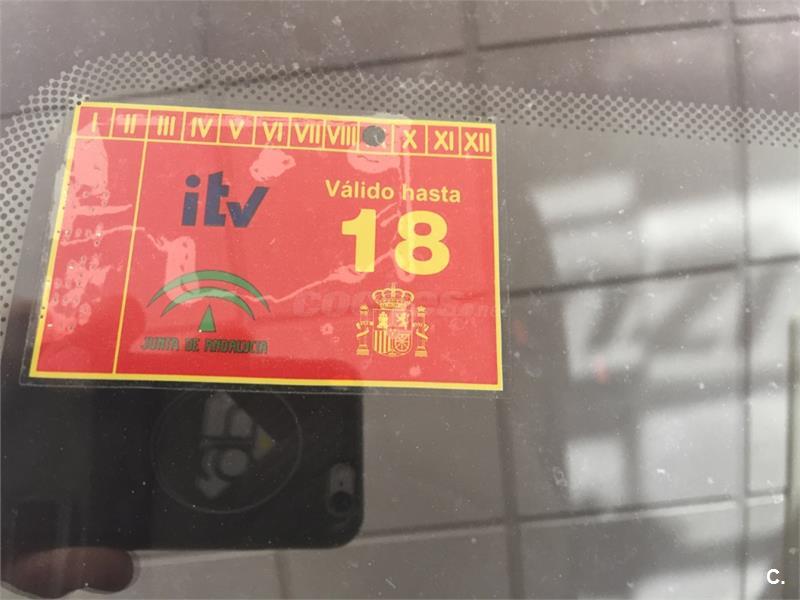 I II III IV V VI VII VIII X XI XII
itv
Válido hasta
18
JUNTA DE ANDALUCIA
C.